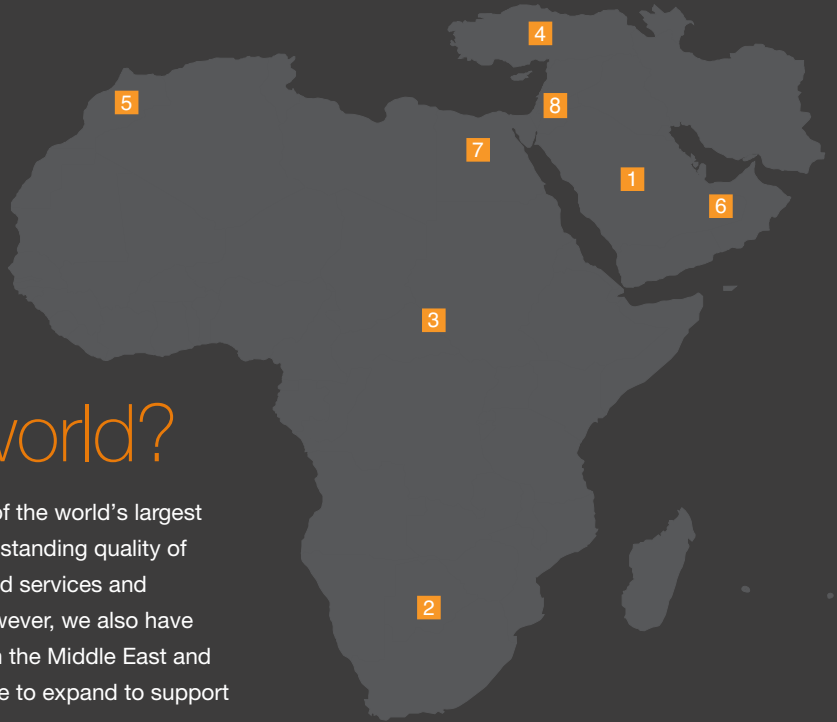 4
5
8
7
1
6
3
world?
of the world's largest
standing quality of
d services and
wever, we also have
n the Middle East and
e to expand to support
2